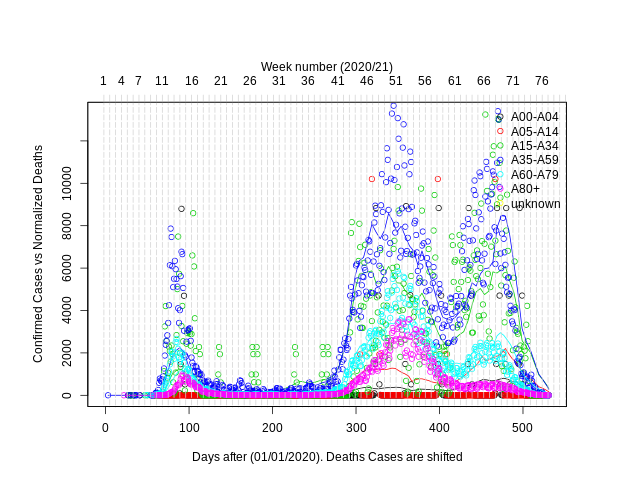 Week number (2020/21)
1 4 7 11 16 21 26 31 36 41 46 51 56 61 66 71 76
A00-A04
A05-A14
A15-A34
A35-A59
A60-A79
A80+
unknown
Confirmed Cases vs Normalized Deaths
10000
8000
6000
4000
2000
0
0 100 200 300 400 500
Days after (01/01/2020). Deaths Cases are shifted